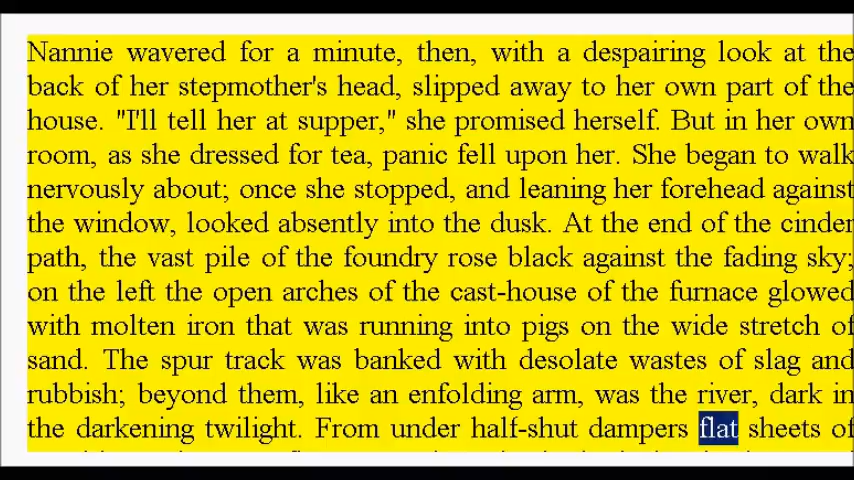 Nannie wavered for a minute, then, with a despairing look at the
back of her stepmother's head, slipped away to her own part of the
house. "I'll tell her at supper," she promised herself. But in her own
room, as she dressed for tea, panic fell upon her. She began to walk
nervously about; once she stopped, and leaning her forehead against
the window, looked absently into the dusk. At the end of the cinder
path, the vast pile of the foundry rose black against the fading sky;
on the left the open arches of the cast-house of the furnace glowed
with molten iron that was running into pigs on the wide stretch of
sand. The spur track was banked with desolate wastes of slag and
rubbish; beyond them, like an enfolding arm, was the river, dark in
the darkening twilight. From under half-shut dampers flat sheets of